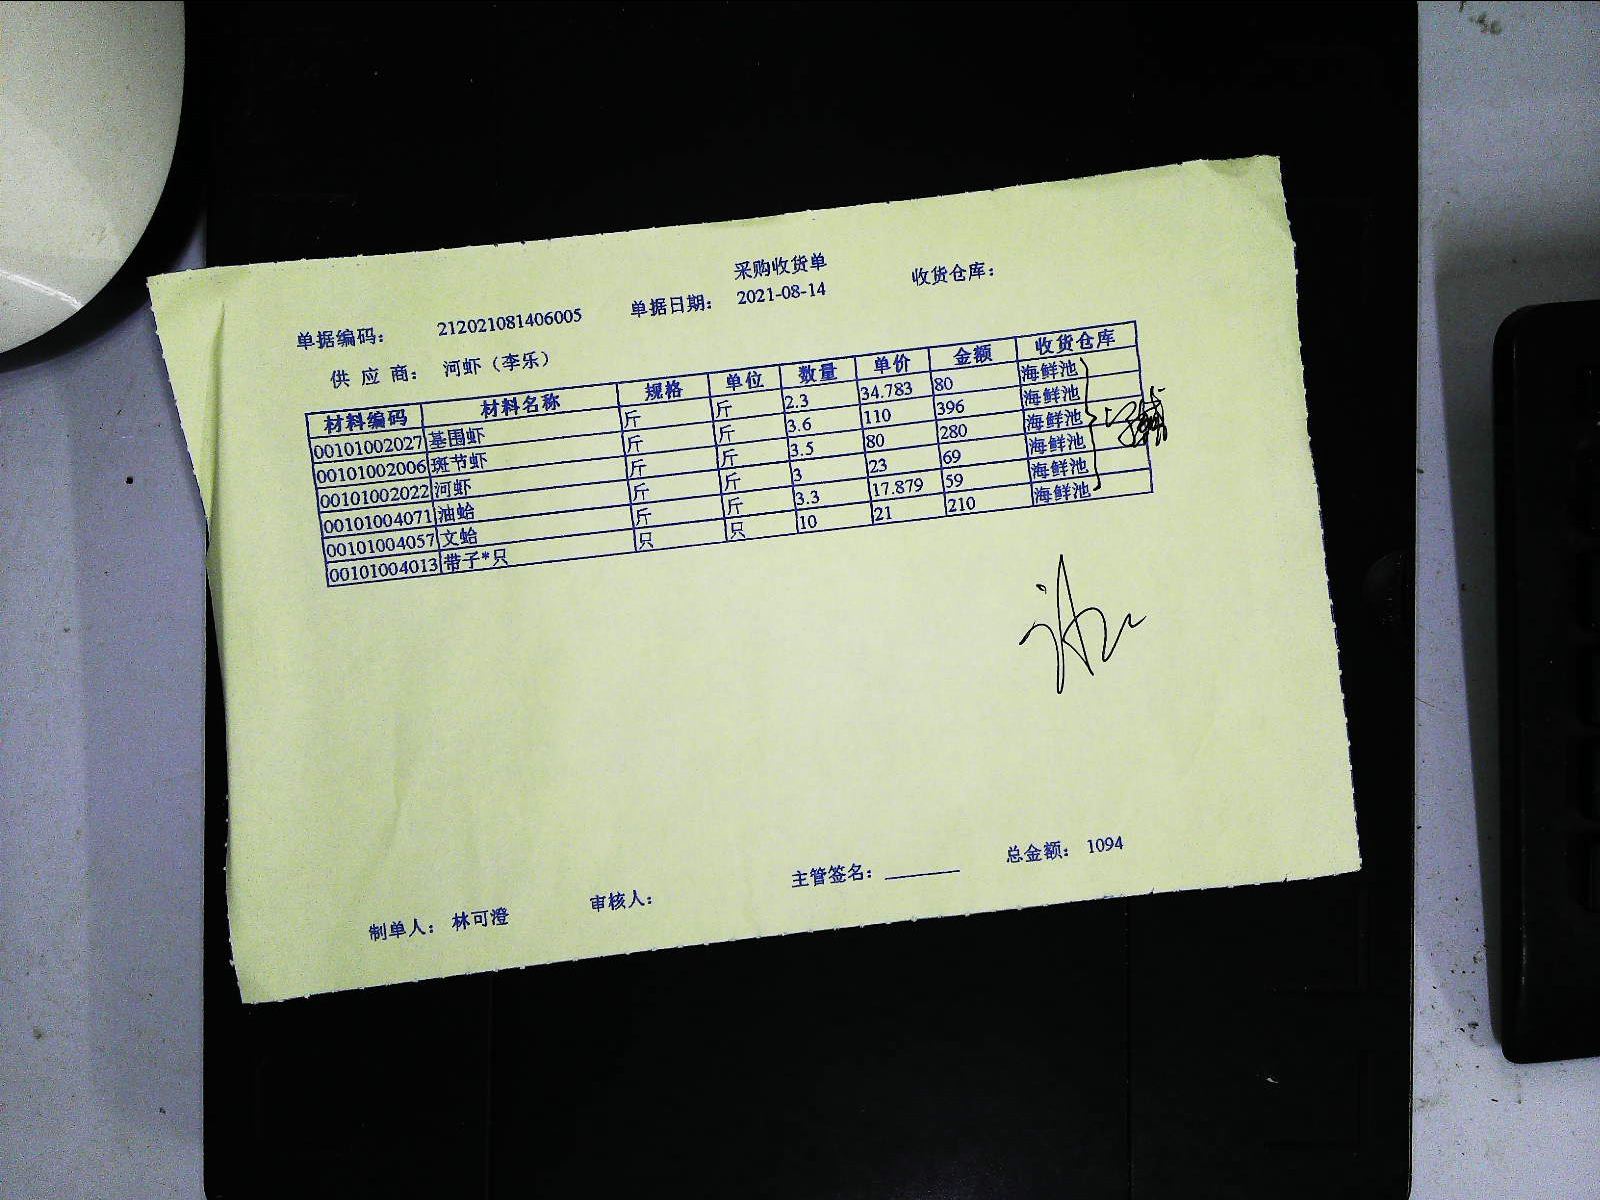 采购收货单
单据编码： 212021081406005 单据日期： 2021-08-14 收货仓库：
供 应 商： 河虾（李乐）
材料编码 材料名称 规格 单位 数量 单价 金额 收货仓库
00101002027 基围虾 斤 斤 2.3 34.783 80 海鲜池
00101002006 斑节虾 斤 斤 3.6 110 396 海鲜池
00101002022 河虾 斤 斤 3.5 80 280 海鲜池
00101004071 油蛤 斤 斤 3 23 69 海鲜池
00101004057 文蛤 斤 斤 3.3 17.879 59 海鲜池
00101004013 带子*只 只 只 10 21 210 海鲜池
制单人： 林可澄 审核人： 主管签名： 总金额： 1094